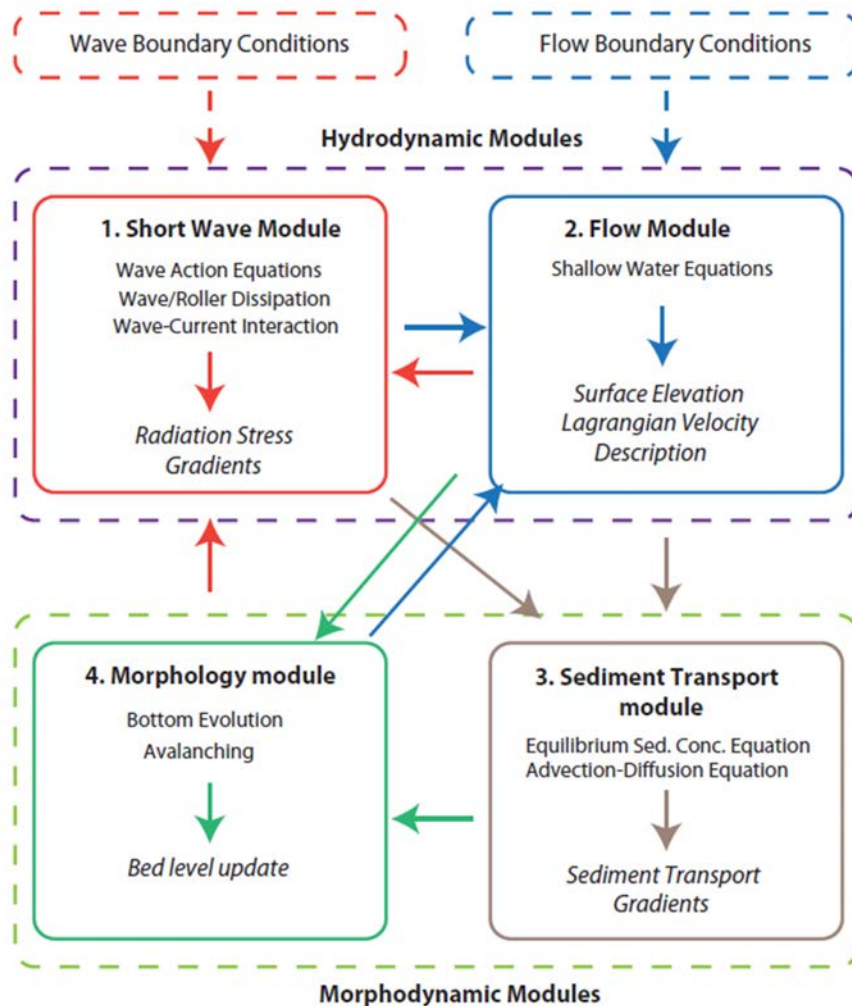 Wave Boundary Conditions
Flow Boundary Conditions
Hydrodynamic Modules
1. Short Wave Module
Wave Action Equations
Wave/Roller Dissipation
Wave-Current Interaction
Radiation Stress
Gradients
2. Flow Module
Shallow Water Equations
Surface Elevation
Lagrangian Velocity
Description
4. Morphology module
Bottom Evolution
Avalanching
Bed level update
3. Sediment Transport
module
Equilibrium Sed. Conc. Equation
Advection-Diffusion Equation
Sediment Transport
Gradients
Morphodynamic Modules